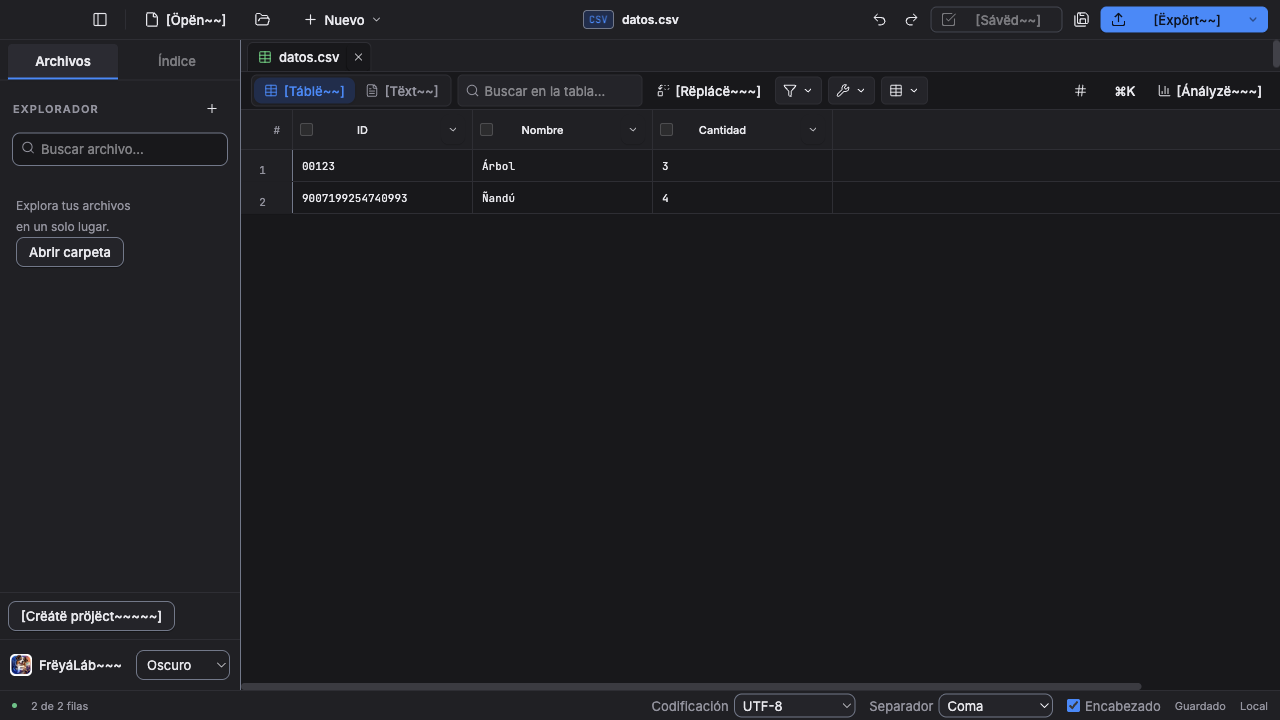 [Öpën~~]
Nuevo
CSV datos.csv
[Sávëd~~]
[Ëxpört~~]
Archivos
Índice
datos.csv
[Táblë~~]
[Tëxt~~]
Buscar en la tabla...
[Rëplácë~~~]
#
⌘K
[Ánályzë~~~]
EXPLORADOR
Buscar archivo...
Explora tus archivos
en un solo lugar.
Abrir carpeta
# ID Nombre Cantidad
1 00123 Árbol 3
2 9007199254740993 Ñandú 4
[Crëátë pröjëct~~~~~]
FrëyáLáb~~~
Oscuro
2 de 2 filas
Codificación UTF-8
Separador Coma
Encabezado
Guardado
Local